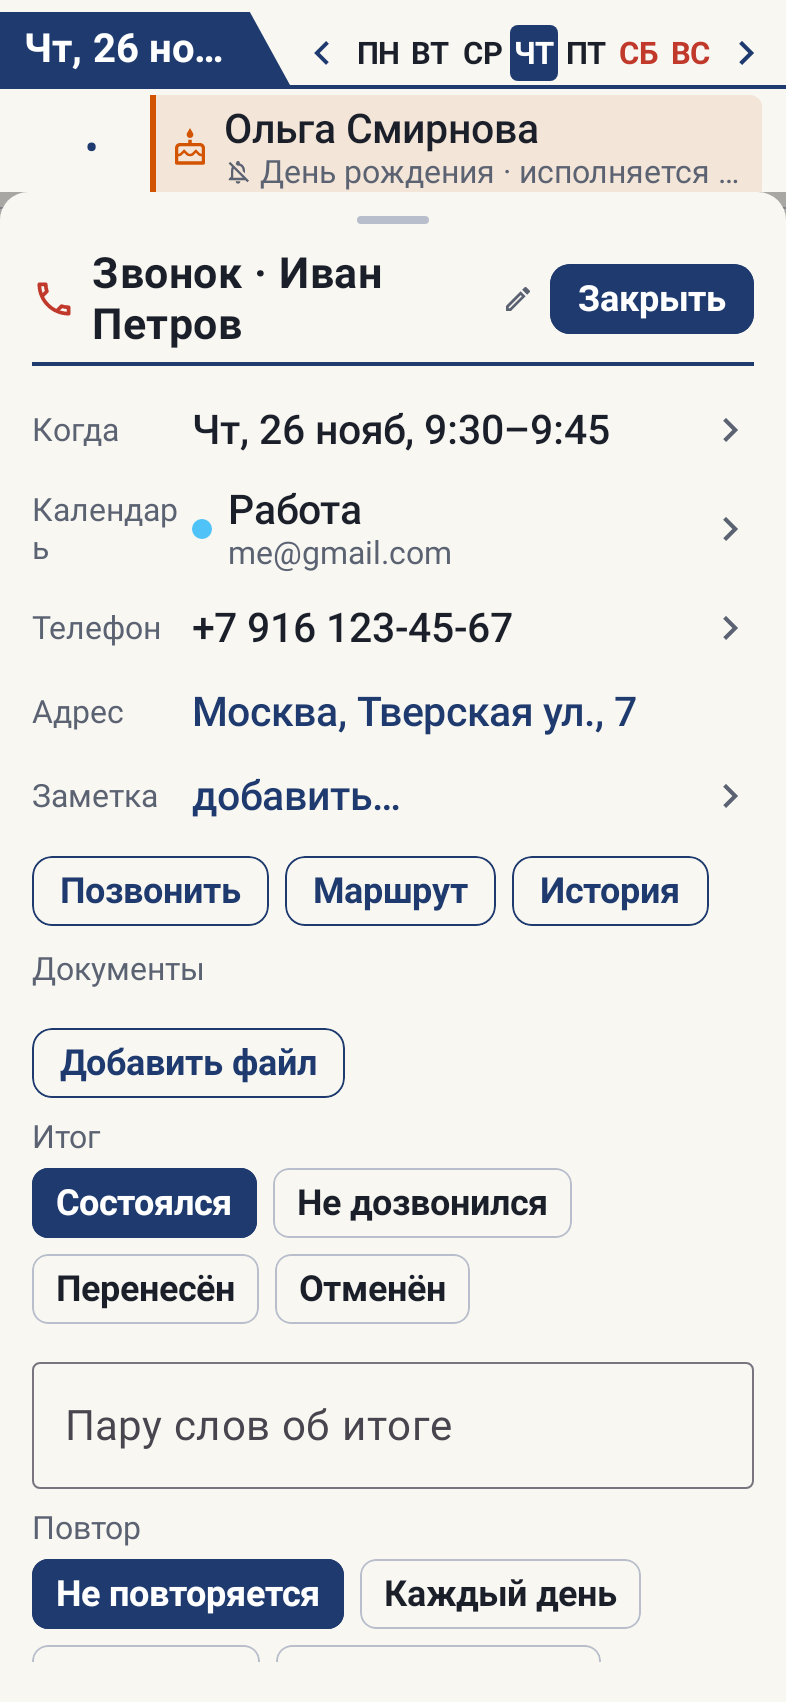 Чт, 26 но...
ПН ВТ СР ЧТ ПТ СБ ВС
Ольга Смирнова
День рождения · исполняется ...
Звонок · Иван
Петров
Закрыть
Когда
Чт, 26 нояб, 9:30–9:45
Календар
ь
Работа
me@gmail.com
Телефон
+7 916 123-45-67
Адрес
Москва, Тверская ул., 7
Заметка
добавить...
Позвонить
Маршрут
История
Документы
Добавить файл
Итог
Состоялся
Не дозвонился
Перенесён
Отменён
Пару слов об итоге
Повтор
Не повторяется
Каждый день